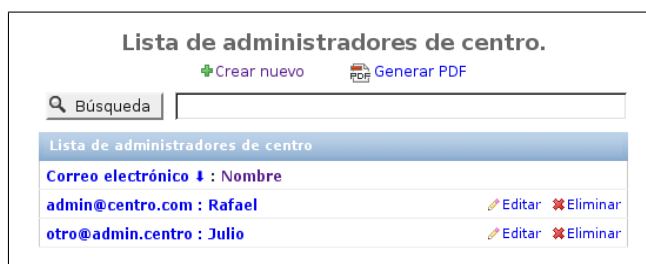 Lista de administradores de centro.
Crear nuevo PDF Generar PDF
Búsqueda
Lista de administradores de centro
Correo electrónico ⬇ : Nombre
admin@centro.com : Rafael Editar Eliminar
otro@admin.centro : Julio Editar Eliminar